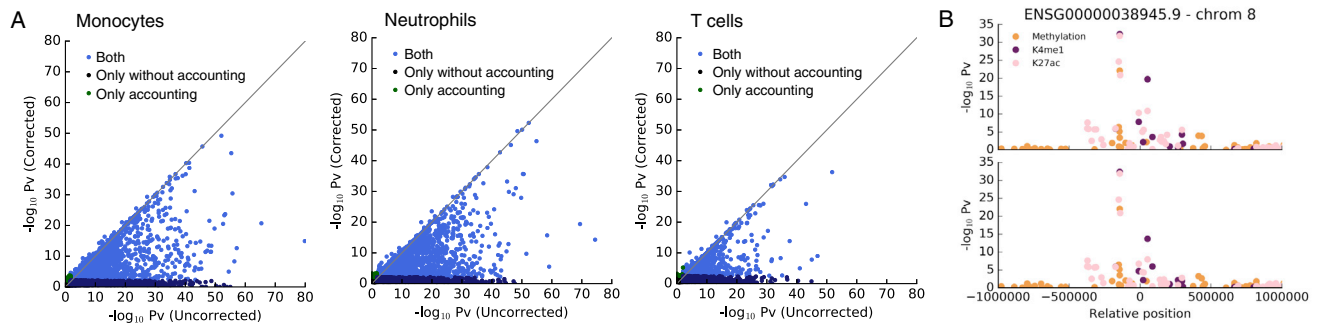 A
Monocytes
Both
Only without accounting
Only accounting
-log10 Pv (Corrected)
80
70
60
50
40
30
20
10
0
0 10 20 30 40 50 60 70 80
-log10 Pv (Uncorrected)
Neutrophils
Both
Only without accounting
Only accounting
-log10 Pv (Corrected)
80
70
60
50
40
30
20
10
0
0 10 20 30 40 50 60 70 80
-log10 Pv (Uncorrected)
T cells
Both
Only without accounting
Only accounting
-log10 Pv (Corrected)
80
70
60
50
40
30
20
10
0
0 10 20 30 40 50 60 70 80
-log10 Pv (Uncorrected)
B
ENSG00000038945.9 - chrom 8
Methylation
K4me1
K27ac
-log10 Pv
35
30
25
20
15
10
5
0
-log10 Pv
35
30
25
20
15
10
5
0
−1000000 −500000 0 500000 1000000
Relative position